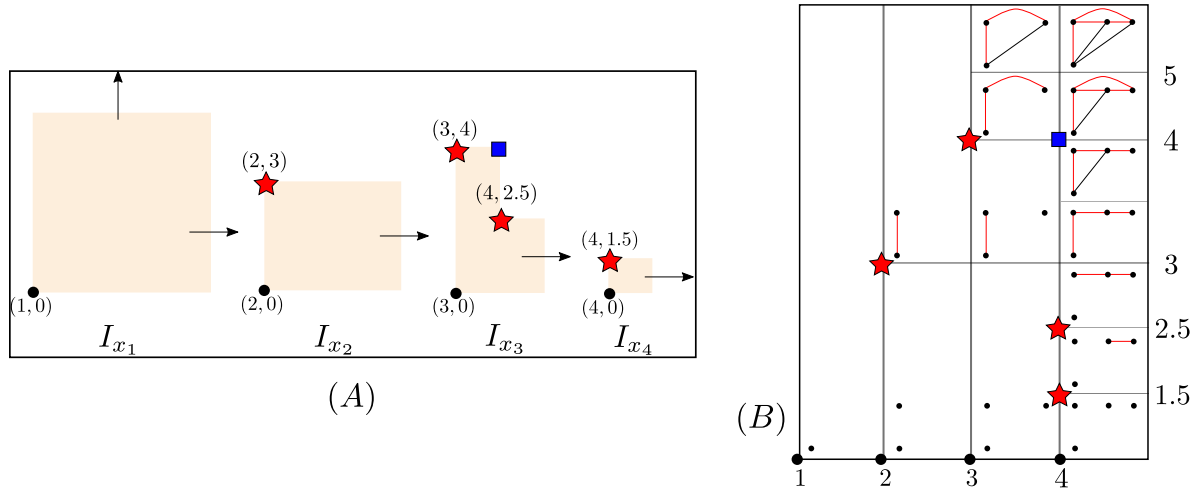 (3, 4)
(2, 3)
(4, 2.5)
(4, 1.5)
(1, 0)
(2, 0)
(3, 0)
(4, 0)
I_{x_1}
I_{x_2}
I_{x_3}
I_{x_4}
(A)
5
4
3
2.5
1.5
(B)
1
2
3
4